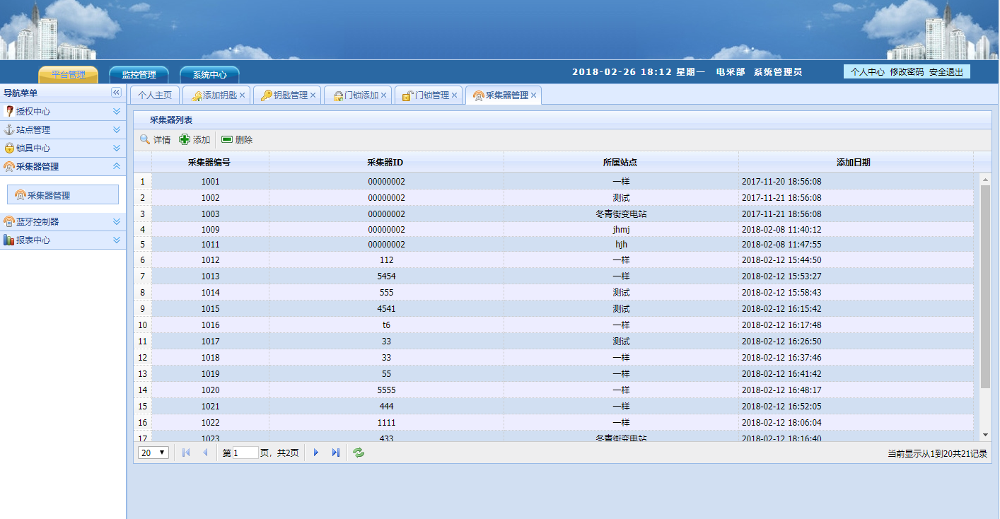 平台管理 监控管理 系统中心 2018-02-26 18:12 星期一 电采部 系统管理员 个人中心 修改密码 安全退出
导航菜单
授权中心
站点管理
锁具中心
采集器管理
采集器管理
蓝牙控制器
报表中心
个人主页 添加钥匙 钥匙管理 门锁添加 门锁管理 采集器管理
采集器列表
详情 添加 删除
采集器编号 采集器ID 所属站点 添加日期
1 1001 00000002 一样 2017-11-20 18:56:08
2 1002 00000002 测试 2017-11-21 18:56:08
3 1003 00000002 冬青街变电站 2017-11-21 18:56:08
4 1009 00000002 jhmj 2018-02-08 11:40:12
5 1011 00000002 hjh 2018-02-08 11:47:55
6 1012 112 一样 2018-02-12 15:44:50
7 1013 5454 一样 2018-02-12 15:53:27
8 1014 555 测试 2018-02-12 15:58:43
9 1015 4541 测试 2018-02-12 16:15:42
10 1016 t6 一样 2018-02-12 16:17:48
11 1017 33 测试 2018-02-12 16:26:50
12 1018 33 一样 2018-02-12 16:37:46
13 1019 55 一样 2018-02-12 16:41:42
14 1020 5555 一样 2018-02-12 16:48:17
15 1021 444 一样 2018-02-12 16:52:05
16 1022 1111 一样 2018-02-12 18:06:04
17 1023 433 冬青街变电站 2018-02-12 18:16:40
20 第 1 页，共2页 当前显示从1到20共21记录